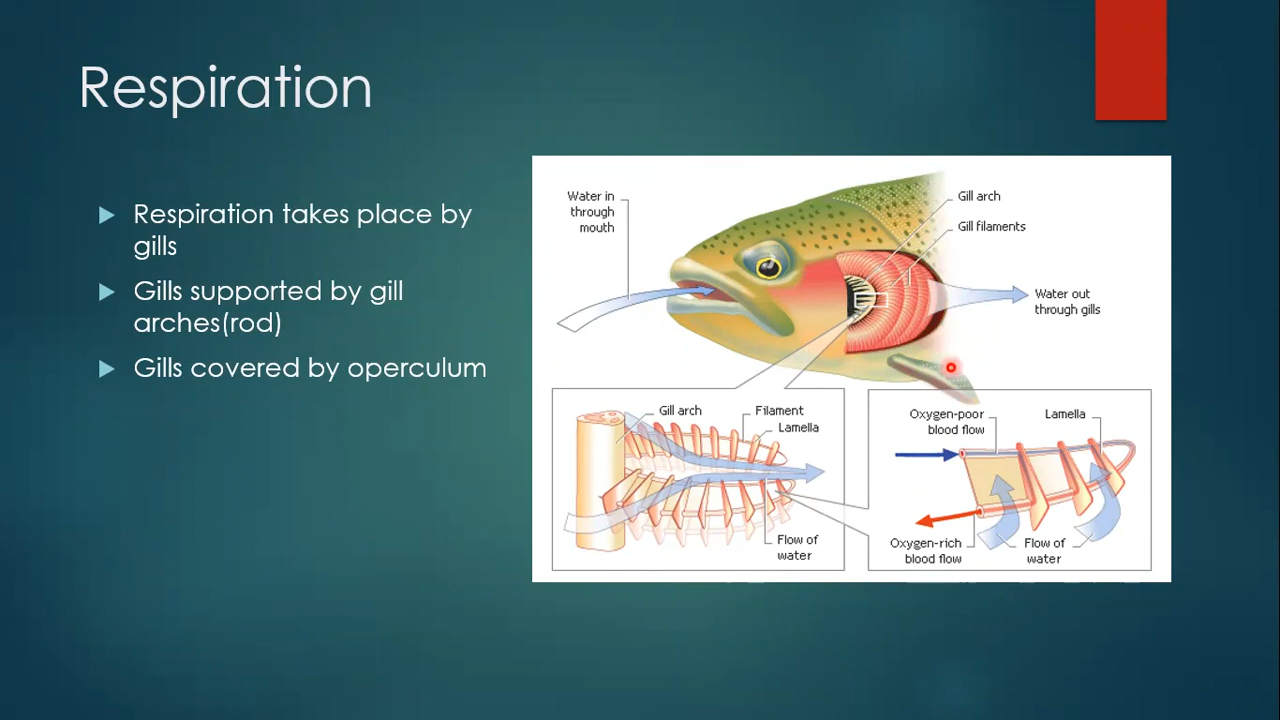 Respiration
Respiration takes place by
gills
Gills supported by gill
arches(rod)
Gills covered by operculum
Water in
through
mouth
Gill arch
Gill filaments
Water out
through gills
Gill arch
Filament
Lamella
Flow of
water
Oxygen-poor
blood flow
Lamella
Oxygen-rich
blood flow
Flow of
water